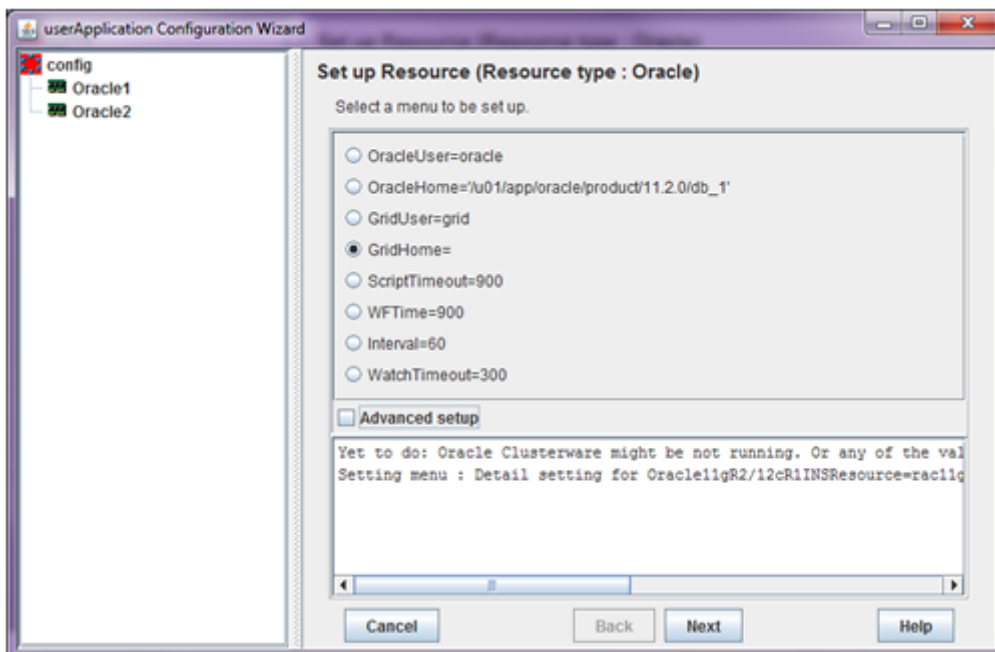 userApplication Configuration Wizard
config
Oracle1
Oracle2
Set up Resource (Resource type : Oracle)
Select a menu to be set up.
OracleUser=oracle
OracleHome='/u01/app/oracle/product/11.2.0/db_1'
GridUser=grid
GridHome=
ScriptTimeout=900
WFTime=900
Interval=60
WatchTimeout=300
Advanced setup
Yet to do: Oracle Clusterware might be not running. Or any of the val
Setting menu : Detail setting for Oracle11gR2/12cR1INSResource=rac11g
Cancel
Back
Next
Help